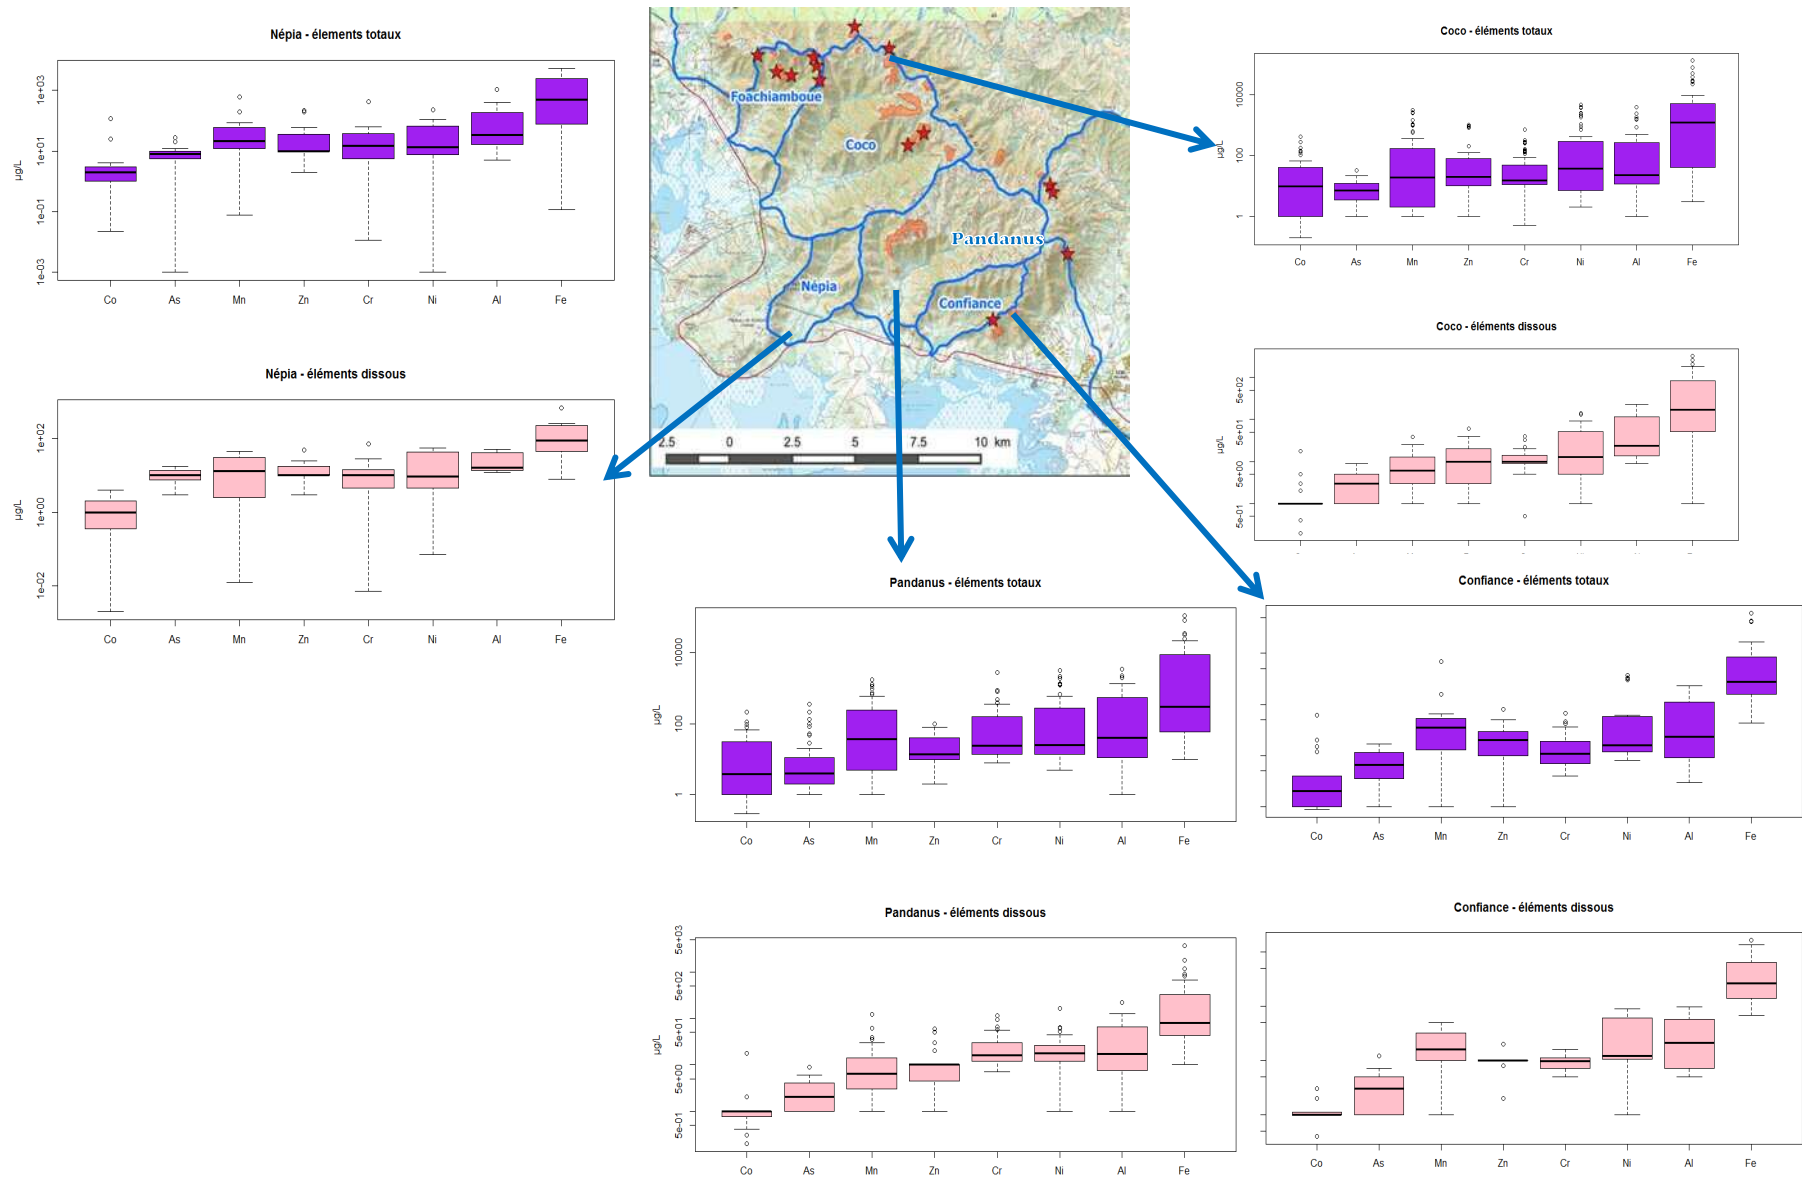 Népia - élements totaux
µg/L
1e+03
1e+01
1e-01
1e-03
Co As Mn Zn Cr Ni Al Fe
Népia - éléments dissous
µg/L
1e+02
1e+00
1e-02
Co As Mn Zn Cr Ni Al Fe
Foachiamboue
Coco
Pandanus
Népia
Confiance
2.5 0 2.5 5 7.5 10 km
Coco - éléments totaux
µg/L
10000
100
1
Co As Mn Zn Cr Ni Al Fe
Coco - éléments dissous
µg/L
5e+02
5e+01
5e+00
5e-01
Pandanus - éléments totaux
µg/L
10000
100
1
Co As Mn Zn Cr Ni Al Fe
Confiance - éléments totaux
Co As Mn Zn Cr Ni Al Fe
Pandanus - éléments dissous
µg/L
5e+03
5e+02
5e+01
5e+00
5e-01
Co As Mn Zn Cr Ni Al Fe
Confiance - éléments dissous
Co As Mn Zn Cr Ni Al Fe